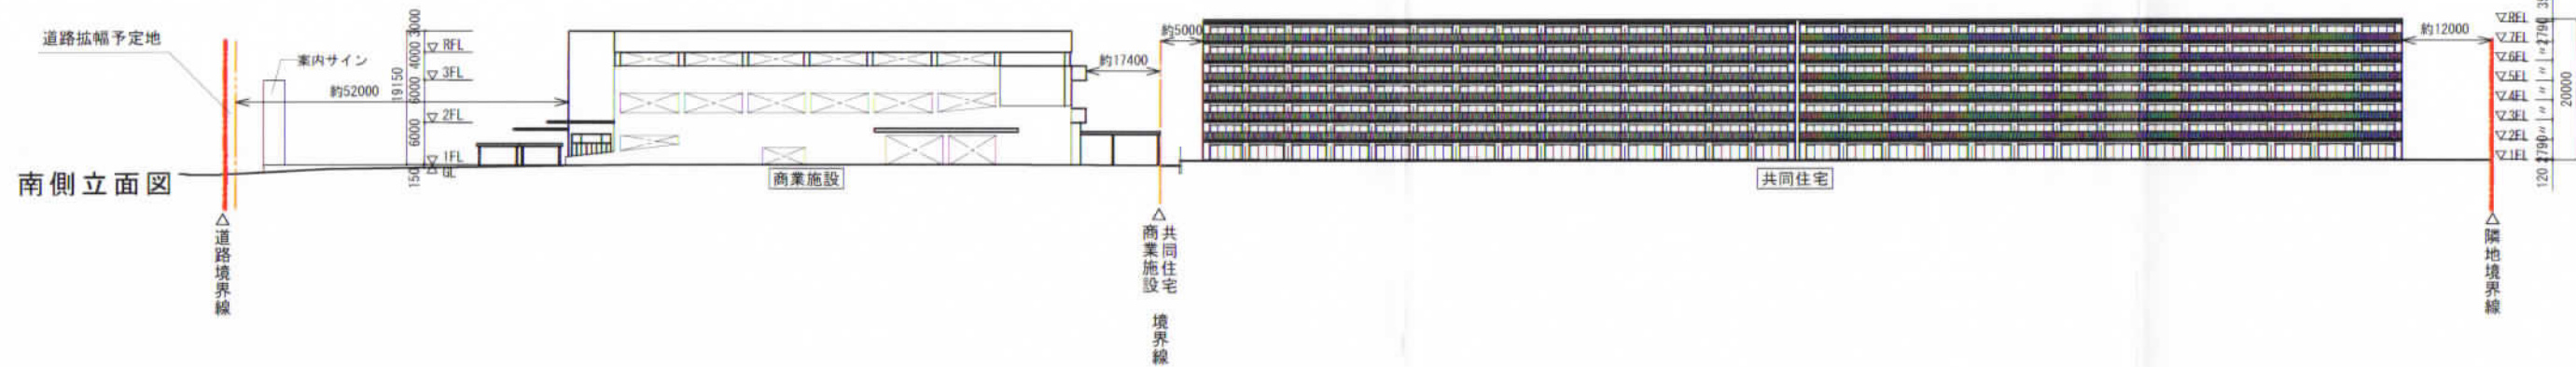 道路拡幅予定地
案内サイン
約52000
3000
4000
6000
6000
150
19150
▽ RFL
▽ 3FL
▽ 2FL
▽ 1FL
GL
約17400
約5000
約12000
▽RFL
▽7FL
▽6FL
▽5FL
▽4FL
▽3FL
▽2FL
▽1FL
2790
〃
〃
〃
〃
〃
2790
120
20000
南側立面図
商業施設
共同住宅
△道路境界線
△共同住宅
商業施設
境界線
△隣地境界線